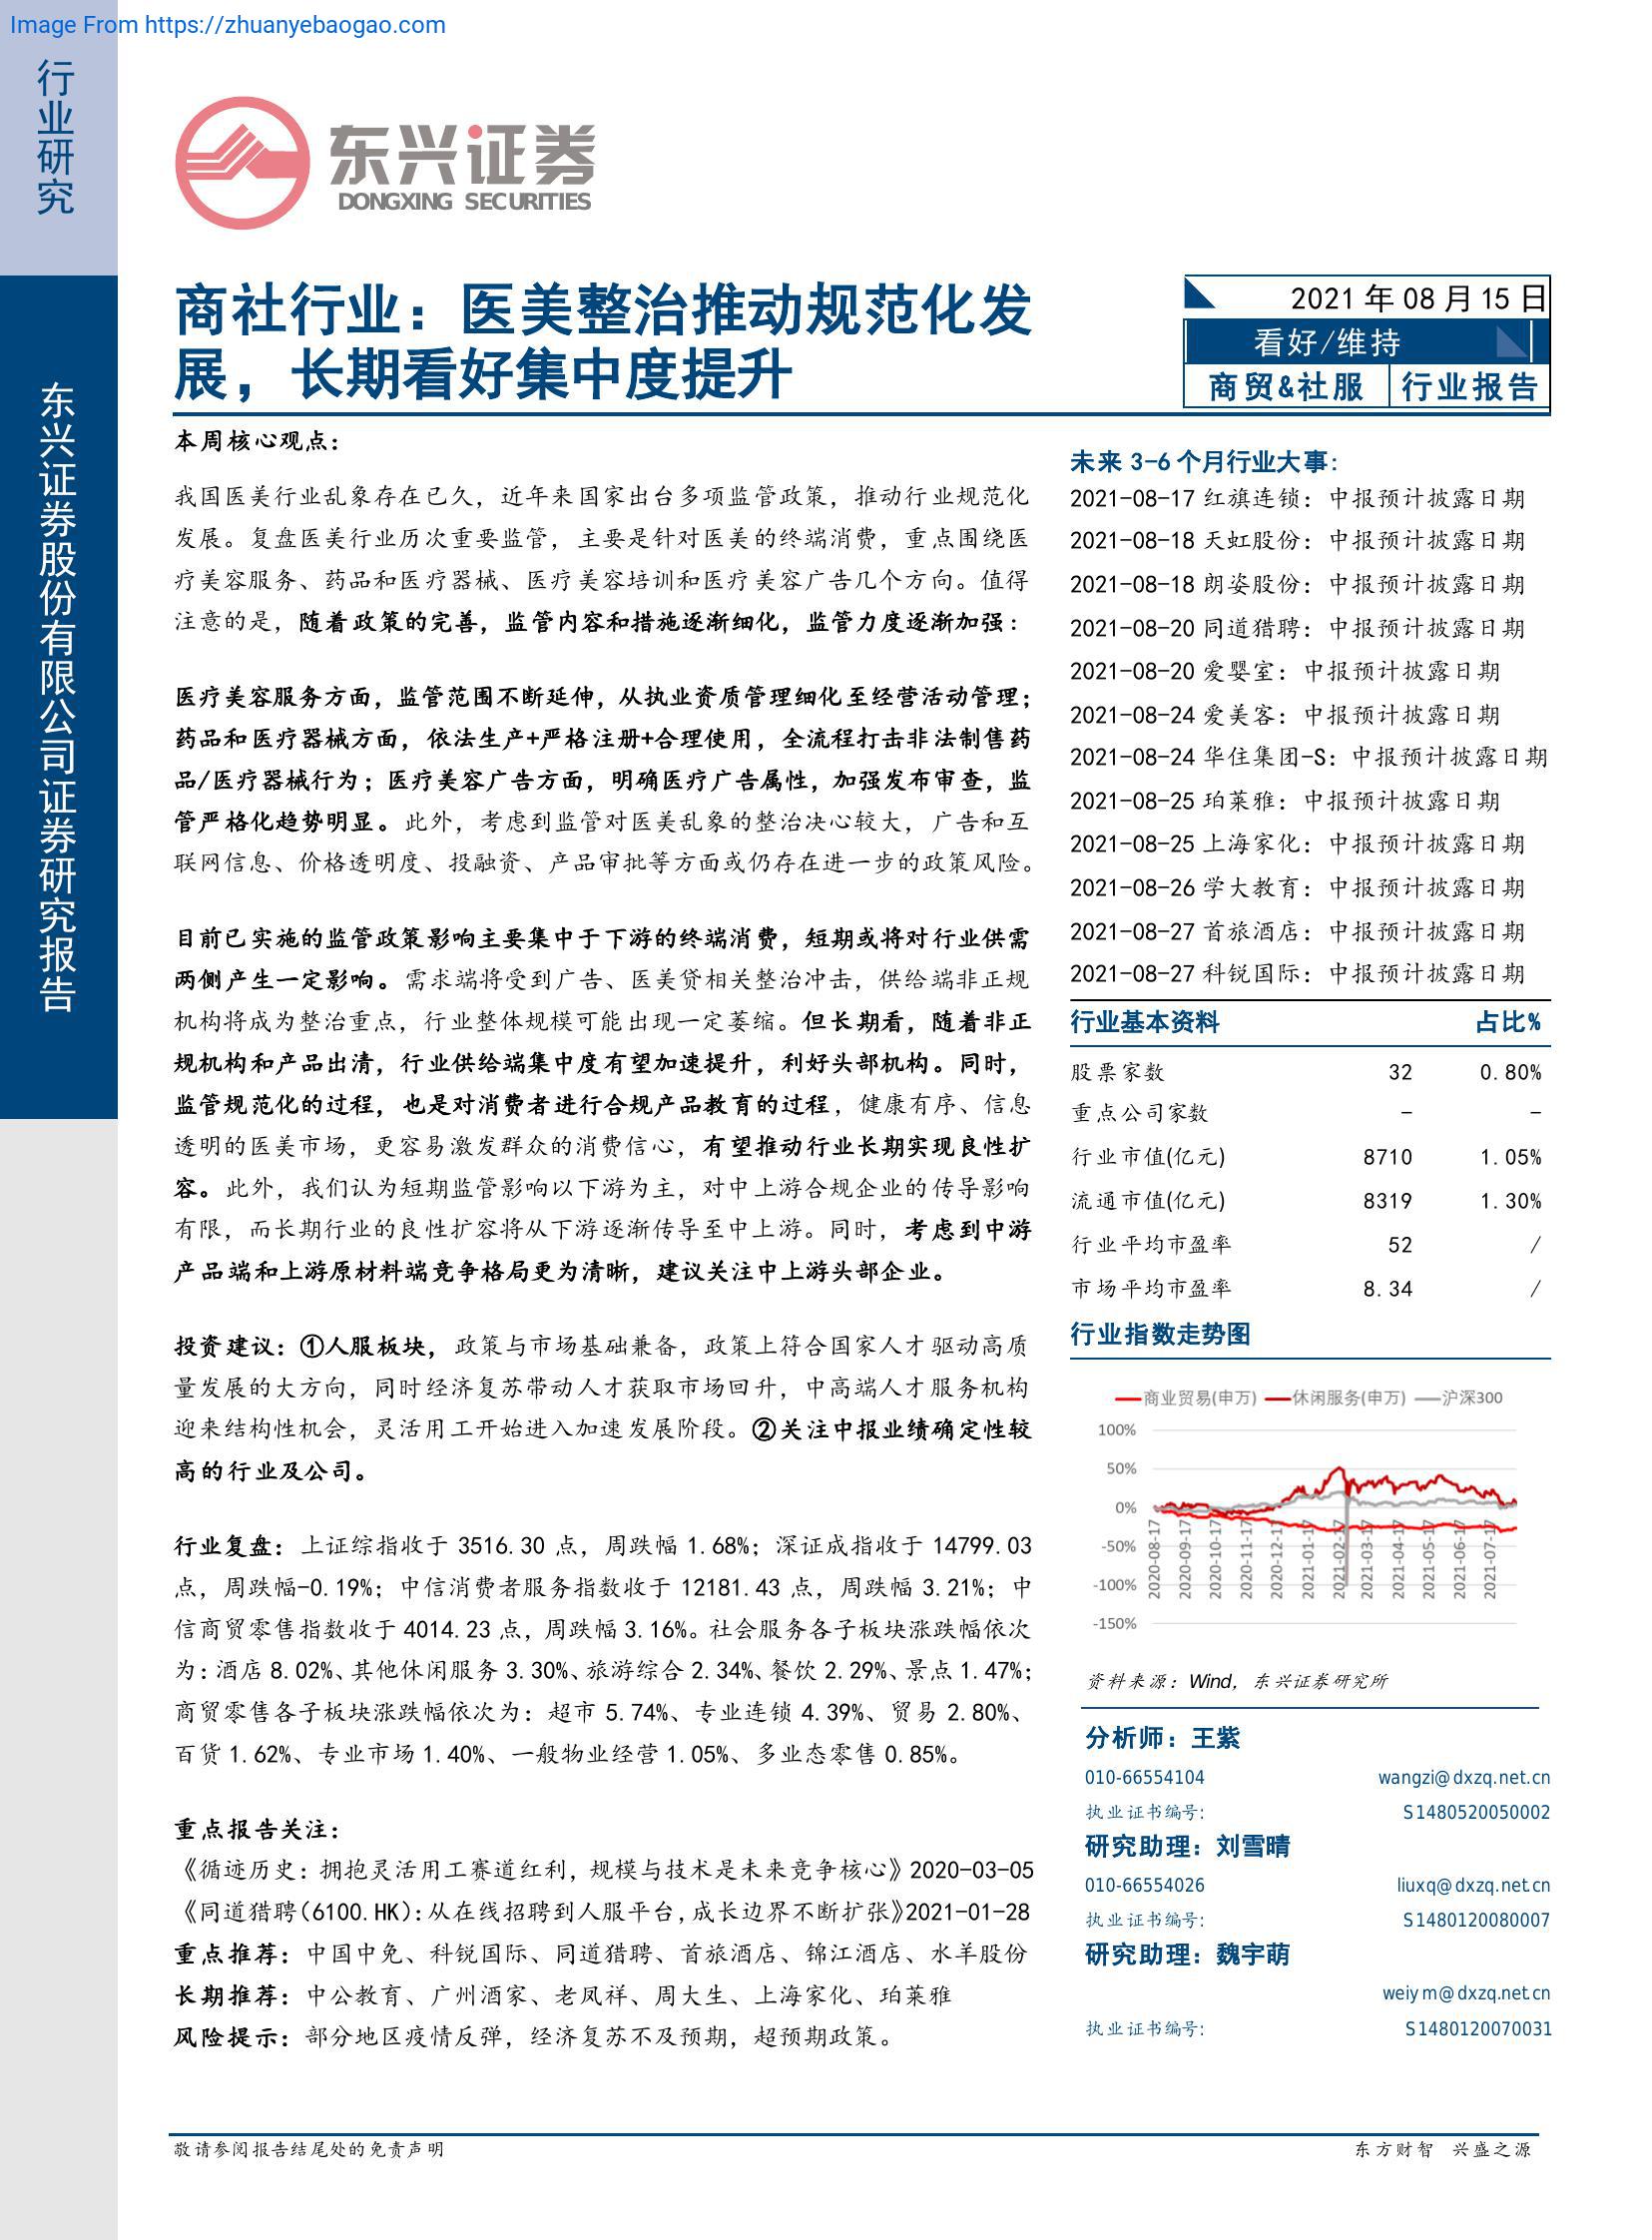 Image From https://zhuanyebaogao.com
行业研究
东兴证券股份有限公司证券研究报告
东兴证券
DONGXING SECURITIES
商社行业：医美整治推动规范化发
展，长期看好集中度提升
2021 年 08 月 15 日
看好/维持
商贸&社服 行业报告
本周核心观点：
我国医美行业乱象存在已久，近年来国家出台多项监管政策，推动行业规范化
发展。复盘医美行业历次重要监管，主要是针对医美的终端消费，重点围绕医
疗美容服务、药品和医疗器械、医疗美容培训和医疗美容广告几个方向。值得
注意的是，随着政策的完善，监管内容和措施逐渐细化，监管力度逐渐加强：
医疗美容服务方面，监管范围不断延伸，从执业资质管理细化至经营活动管理；
药品和医疗器械方面，依法生产+严格注册+合理使用，全流程打击非法制售药
品/医疗器械行为；医疗美容广告方面，明确医疗广告属性，加强发布审查，监
管严格化趋势明显。此外，考虑到监管对医美乱象的整治决心较大，广告和互
联网信息、价格透明度、投融资、产品审批等方面或仍存在进一步的政策风险。
目前已实施的监管政策影响主要集中于下游的终端消费，短期或将对行业供需
两侧产生一定影响。需求端将受到广告、医美贷相关整治冲击，供给端非正规
机构将成为整治重点，行业整体规模可能出现一定萎缩。但长期看，随着非正
规机构和产品出清，行业供给端集中度有望加速提升，利好头部机构。同时，
监管规范化的过程，也是对消费者进行合规产品教育的过程，健康有序、信息
透明的医美市场，更容易激发群众的消费信心，有望推动行业长期实现良性扩
容。此外，我们认为短期监管影响以下游为主，对中上游合规企业的传导影响
有限，而长期行业的良性扩容将从下游逐渐传导至中上游。同时，考虑到中游
产品端和上游原材料端竞争格局更为清晰，建议关注中上游头部企业。
投资建议：①人服板块，政策与市场基础兼备，政策上符合国家人才驱动高质
量发展的大方向，同时经济复苏带动人才获取市场回升，中高端人才服务机构
迎来结构性机会，灵活用工开始进入加速发展阶段。②关注中报业绩确定性较
高的行业及公司。
行业复盘：上证综指收于 3516.30 点，周跌幅 1.68%；深证成指收于 14799.03
点，周跌幅-0.19%；中信消费者服务指数收于 12181.43 点，周跌幅 3.21%；中
信商贸零售指数收于 4014.23 点，周跌幅 3.16%。社会服务各子板块涨跌幅依次
为：酒店 8.02%、其他休闲服务 3.30%、旅游综合 2.34%、餐饮 2.29%、景点 1.47%；
商贸零售各子板块涨跌幅依次为：超市 5.74%、专业连锁 4.39%、贸易 2.80%、
百货 1.62%、专业市场 1.40%、一般物业经营 1.05%、多业态零售 0.85%。
重点报告关注：
《循迹历史：拥抱灵活用工赛道红利，规模与技术是未来竞争核心》2020-03-05
《同道猎聘（6100.HK）：从在线招聘到人服平台，成长边界不断扩张》2021-01-28
重点推荐：中国中免、科锐国际、同道猎聘、首旅酒店、锦江酒店、水羊股份
长期推荐：中公教育、广州酒家、老凤祥、周大生、上海家化、珀莱雅
风险提示：部分地区疫情反弹，经济复苏不及预期，超预期政策。
未来 3-6 个月行业大事：
2021-08-17 红旗连锁：中报预计披露日期
2021-08-18 天虹股份：中报预计披露日期
2021-08-18 朗姿股份：中报预计披露日期
2021-08-20 同道猎聘：中报预计披露日期
2021-08-20 爱婴室：中报预计披露日期
2021-08-24 爱美客：中报预计披露日期
2021-08-24 华住集团-S：中报预计披露日期
2021-08-25 珀莱雅：中报预计披露日期
2021-08-25 上海家化：中报预计披露日期
2021-08-26 学大教育：中报预计披露日期
2021-08-27 首旅酒店：中报预计披露日期
2021-08-27 科锐国际：中报预计披露日期
行业基本资料 占比%
股票家数 32 0.80%
重点公司家数 - -
行业市值(亿元) 8710 1.05%
流通市值(亿元) 8319 1.30%
行业平均市盈率 52 /
市场平均市盈率 8.34 /
行业指数走势图
商业贸易(申万) 休闲服务(申万) 沪深300
100%
50%
0%
-50%
-100%
-150%
2020-08-17
2020-09-17
2020-10-17
2020-11-17
2020-12-17
2021-01-17
2021-02-17
2021-03-17
2021-04-17
2021-05-17
2021-06-17
2021-07-17
资料来源：Wind，东兴证券研究所
分析师：王紫
010-66554104 wangzi@dxzq.net.cn
执业证书编号: S1480520050002
研究助理：刘雪晴
010-66554026 liuxq@dxzq.net.cn
执业证书编号: S1480120080007
研究助理：魏宇萌
weiym@dxzq.net.cn
执业证书编号: S1480120070031
敬请参阅报告结尾处的免责声明
东方财智 兴盛之源